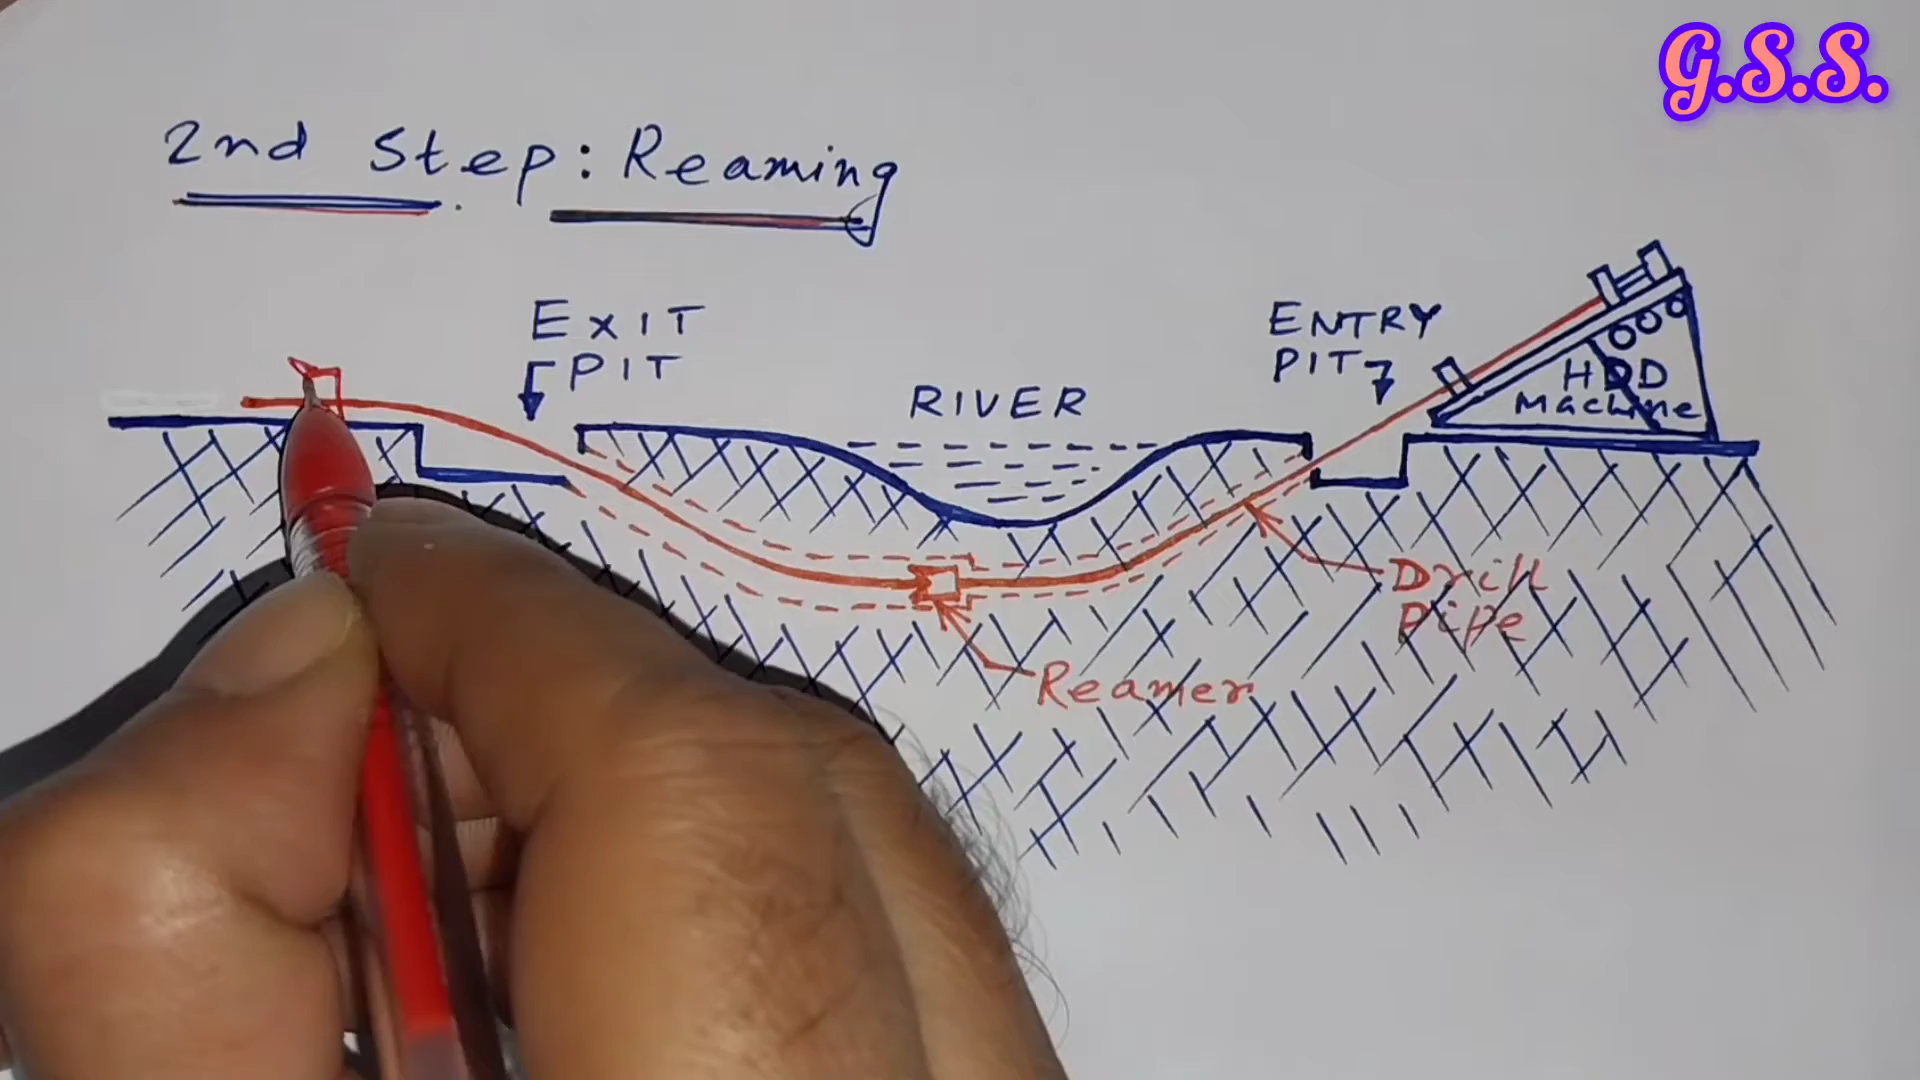 G.S.S.
2nd Step: Reaming
EXIT
PIT
RIVER
ENTRY
PIT
HDD
Machine
Drill
Pipe
Reamer